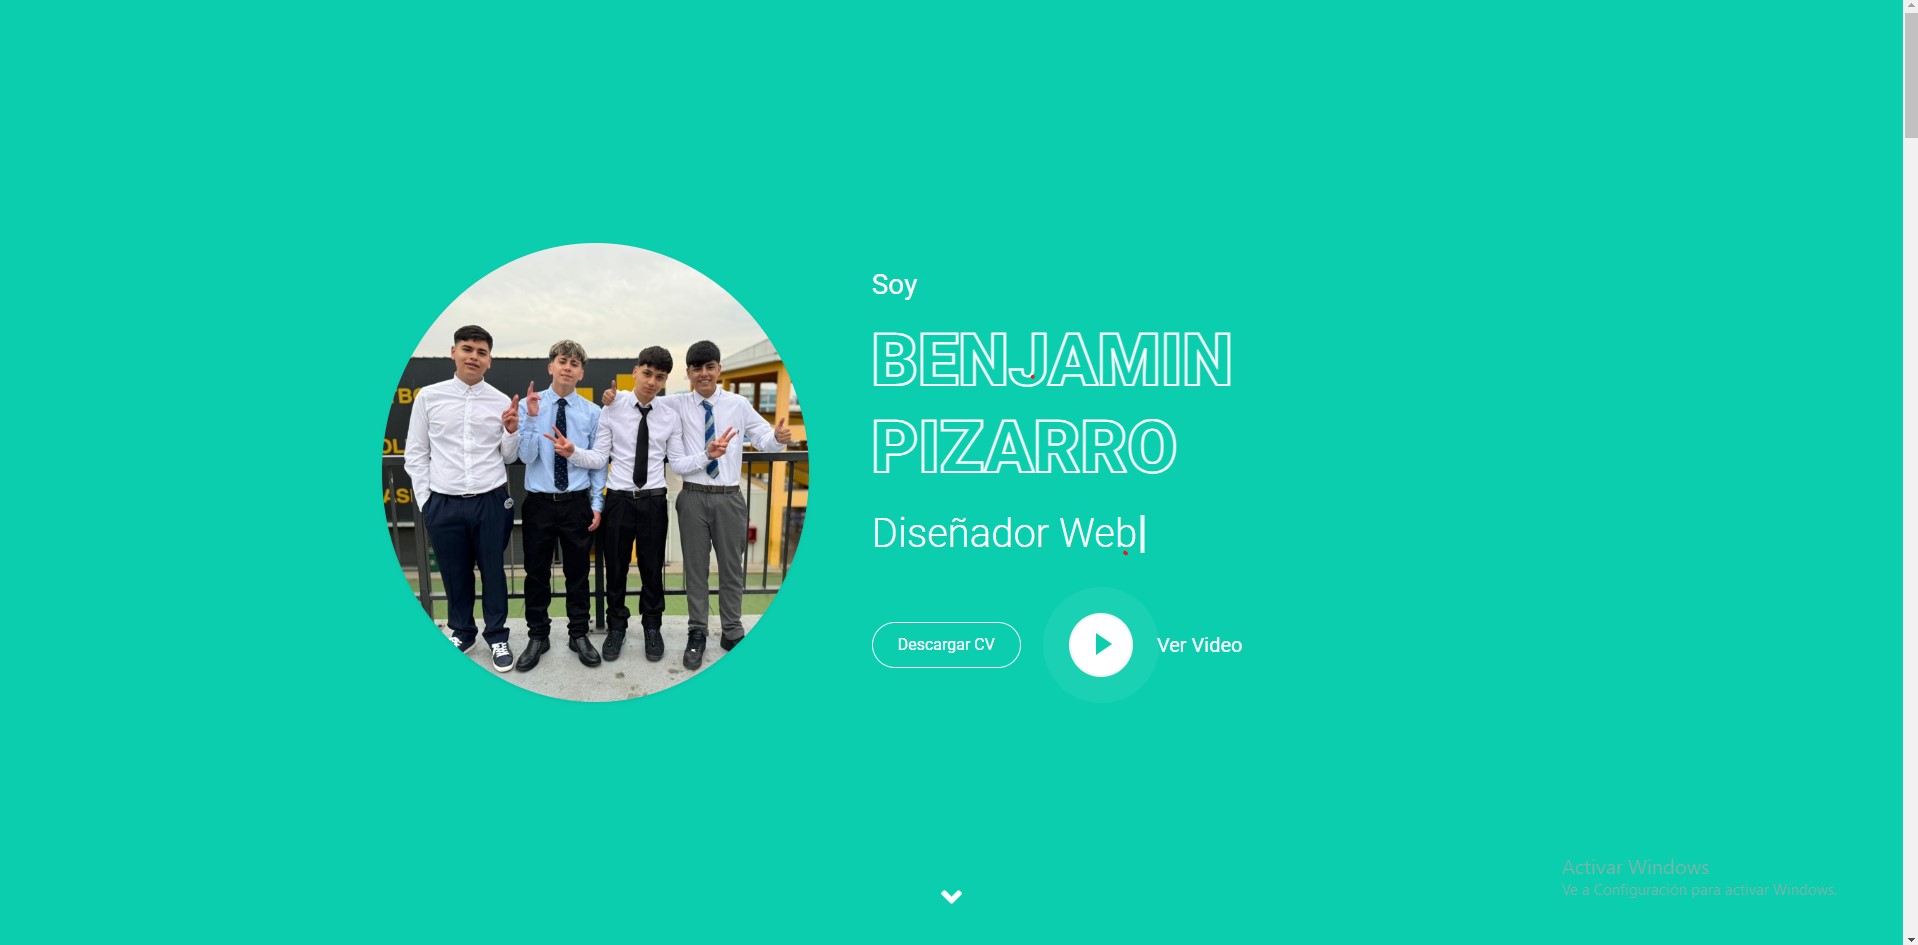 Soy
BENJAMIN
PIZARRO
Diseñador Web
Descargar CV
Ver Video
Activar Windows
Ve a Configuración para activar Windows.